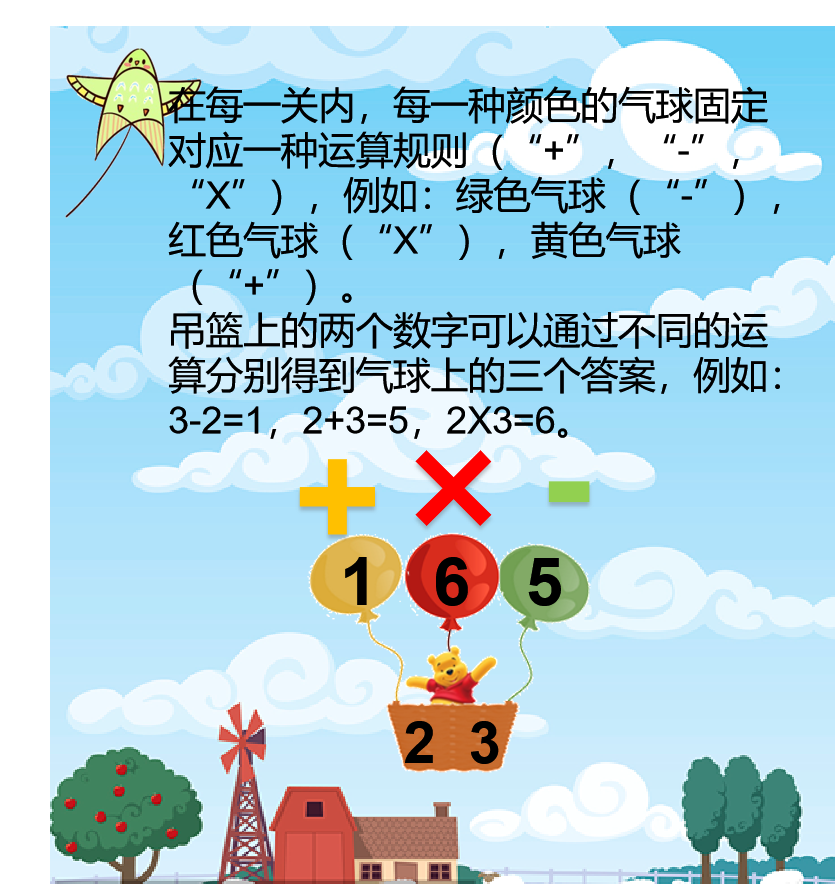 在每一关内，每一种颜色的气球固定
对应一种运算规则（“+”，“-”，
“X”），例如：绿色气球（“-”），
红色气球（“X”），黄色气球
（“+”）。
吊篮上的两个数字可以通过不同的运
算分别得到气球上的三个答案，例如：
3-2=1，2+3=5，2X3=6。
+ × -
1 6 5
2 3